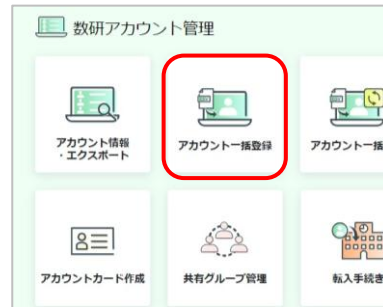 数研アカウント管理
アカウント情報
・エクスポート
アカウント一括登録
アカウント一括
アカウントカード作成
共有グループ管理
転入手続き